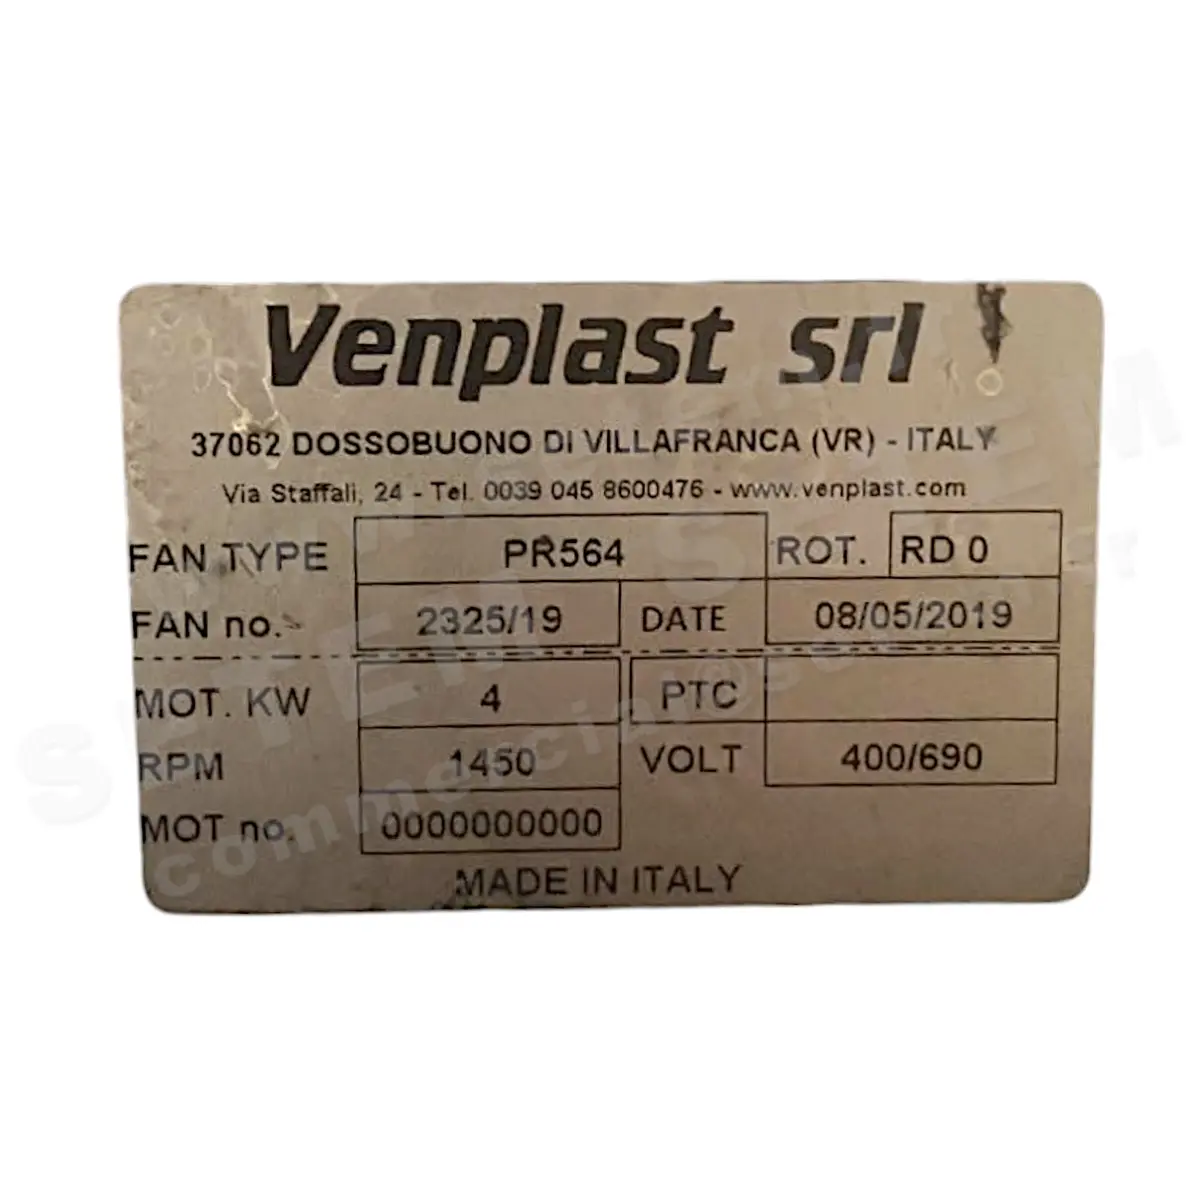 Venplast srl
37062 DOSSOBUONO DI VILLAFRANCA (VR) - ITALY
Via Staffali, 24 - Tel. 0039 045 8600476 - www.venplast.com
FAN TYPE PR564 ROT. RD 0
FAN no. 2325/19 DATE 08/05/2019
MOT. KW 4 PTC
RPM 1450 VOLT 400/690
MOT no. 0000000000
MADE IN ITALY